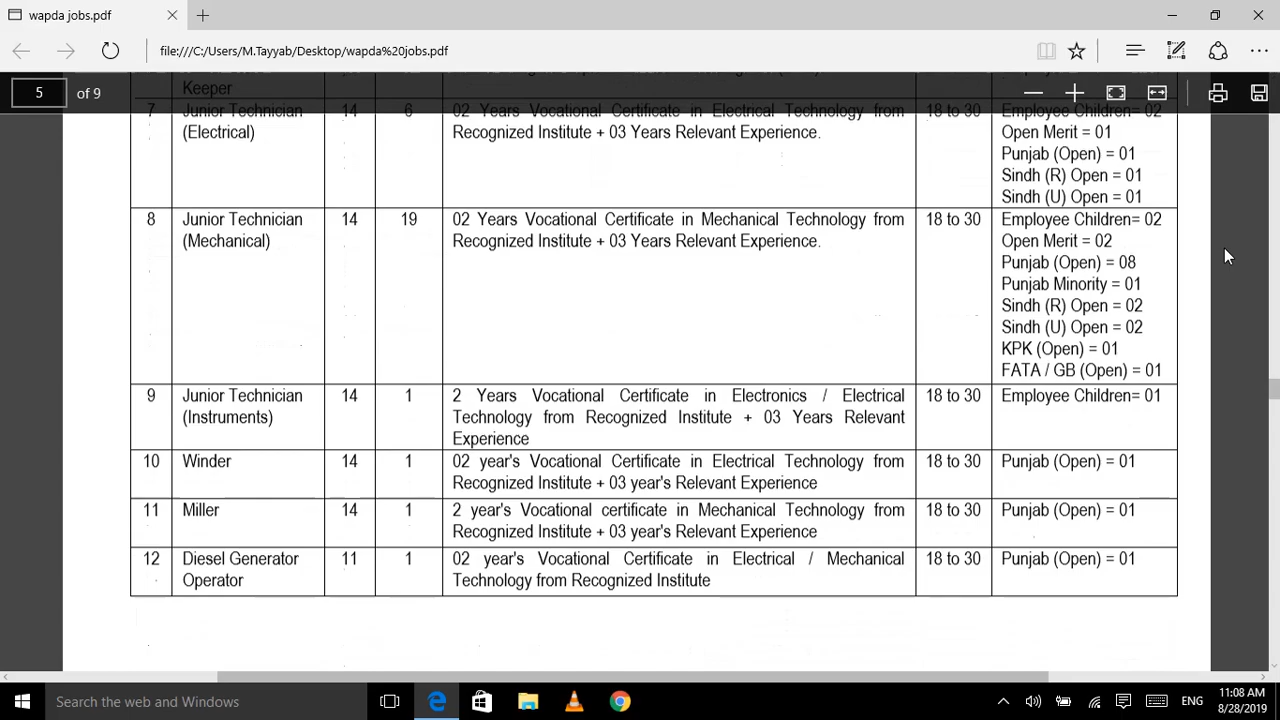 wapda jobs.pdf
file:///C:/Users/M.Tayyab/Desktop/wapda%20jobs.pdf
5 of 9
Keeper
7 Junior Technician 14 6 02 Years Vocational Certificate in Electrical Technology from 18 to 30 Employee Children= 02
(Electrical) Recognized Institute + 03 Years Relevant Experience. Open Merit = 01
Punjab (Open) = 01
Sindh (R) Open = 01
Sindh (U) Open = 01
8 Junior Technician 14 19 02 Years Vocational Certificate in Mechanical Technology from 18 to 30 Employee Children= 02
(Mechanical) Recognized Institute + 03 Years Relevant Experience. Open Merit = 02
Punjab (Open) = 08
Punjab Minority = 01
Sindh (R) Open = 02
Sindh (U) Open = 02
KPK (Open) = 01
FATA / GB (Open) = 01
9 Junior Technician 14 1 2 Years Vocational Certificate in Electronics / Electrical 18 to 30 Employee Children= 01
(Instruments) Technology from Recognized Institute + 03 Years Relevant
Experience
10 Winder 14 1 02 year's Vocational Certificate in Electrical Technology from 18 to 30 Punjab (Open) = 01
Recognized Institute + 03 year's Relevant Experience
11 Miller 14 1 2 year's Vocational certificate in Mechanical Technology from 18 to 30 Punjab (Open) = 01
Recognized Institute + 03 year's Relevant Experience
12 Diesel Generator 11 1 02 year's Vocational Certificate in Electrical / Mechanical 18 to 30 Punjab (Open) = 01
Operator Technology from Recognized Institute
Search the web and Windows
ENG
11:08 AM
8/28/2019